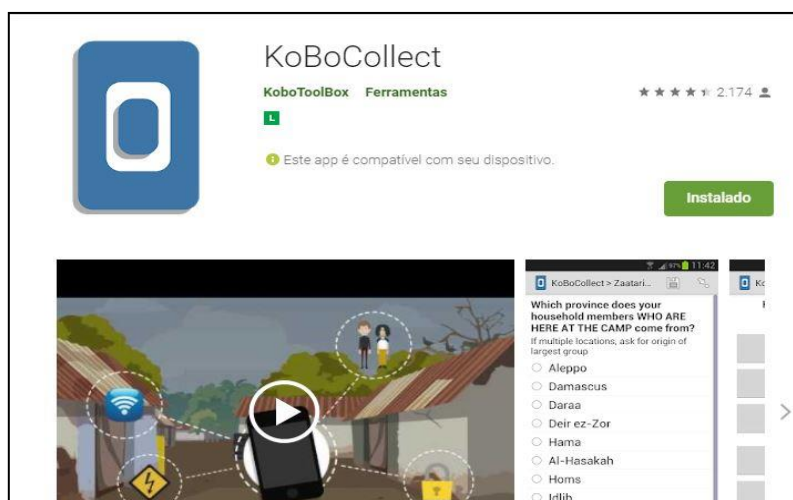 KoBoCollect
KoboToolBox Ferramentas
2.174
L
Este app é compatível com seu dispositivo.
Instalado
97% 11:42
KoBoCollect > Zaatari...
Which province does your
household members WHO ARE
HERE AT THE CAMP come from?
If multiple locations, ask for origin of
largest group
Aleppo
Damascus
Daraa
Deir ez-Zor
Hama
Al-Hasakah
Homs
Idlib